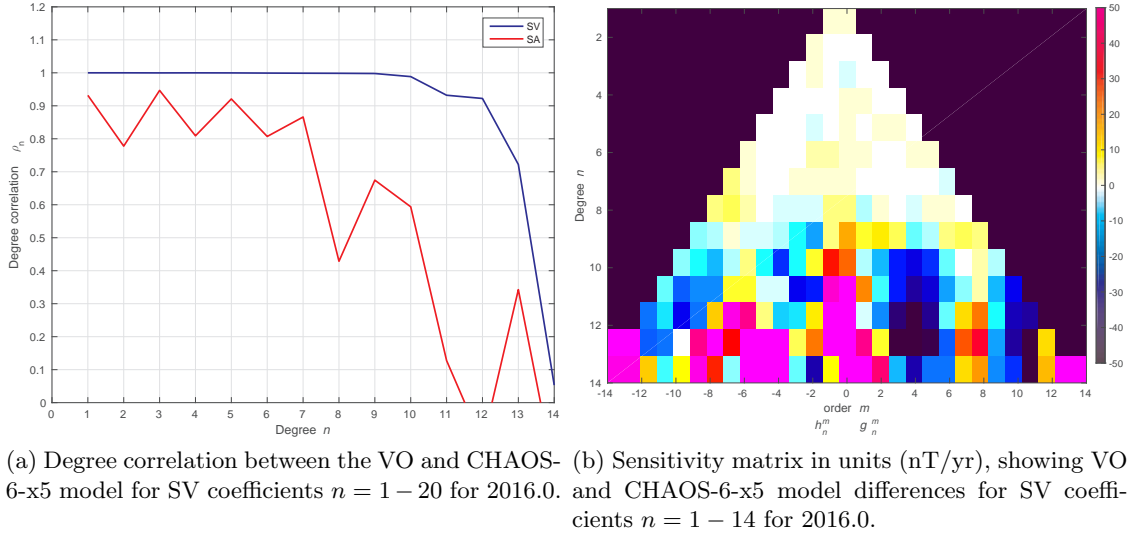 1.2
1.1
1
0.9
0.8
0.7
0.6
0.5
0.4
0.3
0.2
0.1
0
SV
SA
Degree correlation ρn
0 1 2 3 4 5 6 7 8 9 10 11 12 13 14
Degree n
2
4
6
8
10
12
14
Degree n
-14 -12 -10 -8 -6 -4 -2 0 2 4 6 8 10 12 14
order m
h_n^m g_n^m
50
40
30
20
10
0
-10
-20
-30
-40
-50
(a) Degree correlation between the VO and CHAOS-
6-x5 model for SV coefficients n = 1 − 20 for 2016.0.
(b) Sensitivity matrix in units (nT/yr), showing VO
and CHAOS-6-x5 model differences for SV coeffi-
cients n = 1 − 14 for 2016.0.